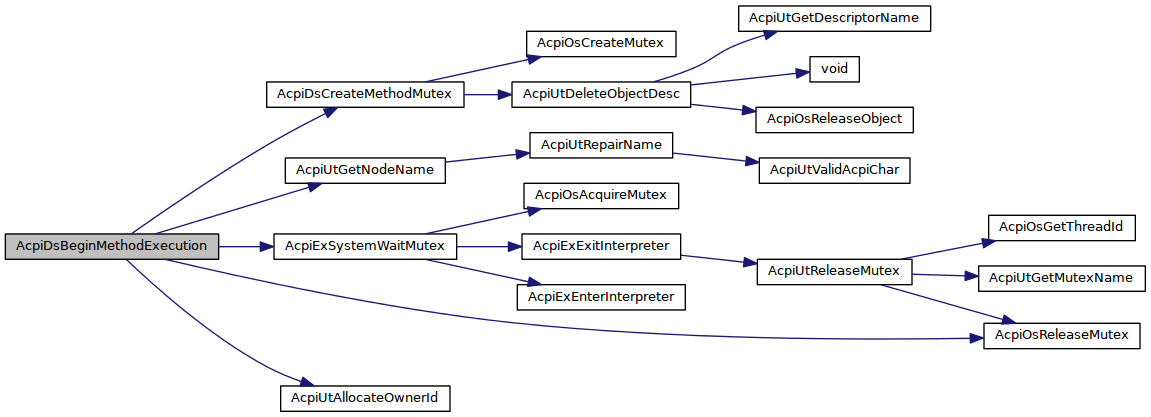 AcpiUtGetDescriptorName
AcpiOsCreateMutex
void
AcpiDsCreateMethodMutex
AcpiUtDeleteObjectDesc
AcpiOsReleaseObject
AcpiUtRepairName
AcpiUtGetNodeName
AcpiUtValidAcpiChar
AcpiOsAcquireMutex
AcpiOsGetThreadId
AcpiDsBeginMethodExecution
AcpiExSystemWaitMutex
AcpiExExitInterpreter
AcpiUtReleaseMutex
AcpiUtGetMutexName
AcpiExEnterInterpreter
AcpiOsReleaseMutex
AcpiUtAllocateOwnerId